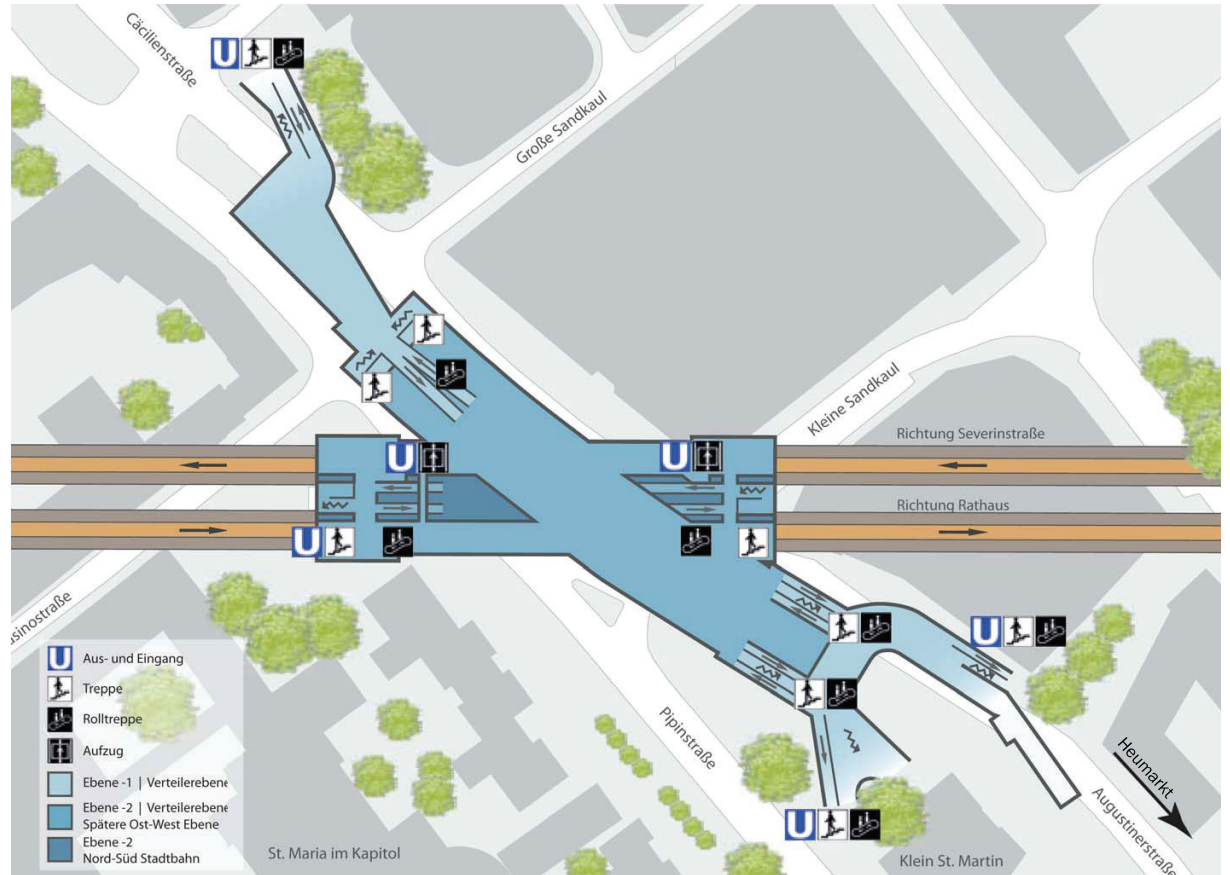 Cäcilienstraße
U
Große Sandkaul
Kleine Sandkaul
Richtung Severinstraße
U
U
Richtung Rathaus
U
sinostraße
U
U Aus- und Eingang
Treppe
Rolltreppe
Aufzug
Ebene -1 | Verteilerebene
Ebene -2 | Verteilerebene
Spätere Ost-West Ebene
Ebene -2
Nord-Süd Stadtbahn
Pipinstraße
Heumarkt
Augustinerstraße
U
St. Maria im Kapitol
Klein St. Martin